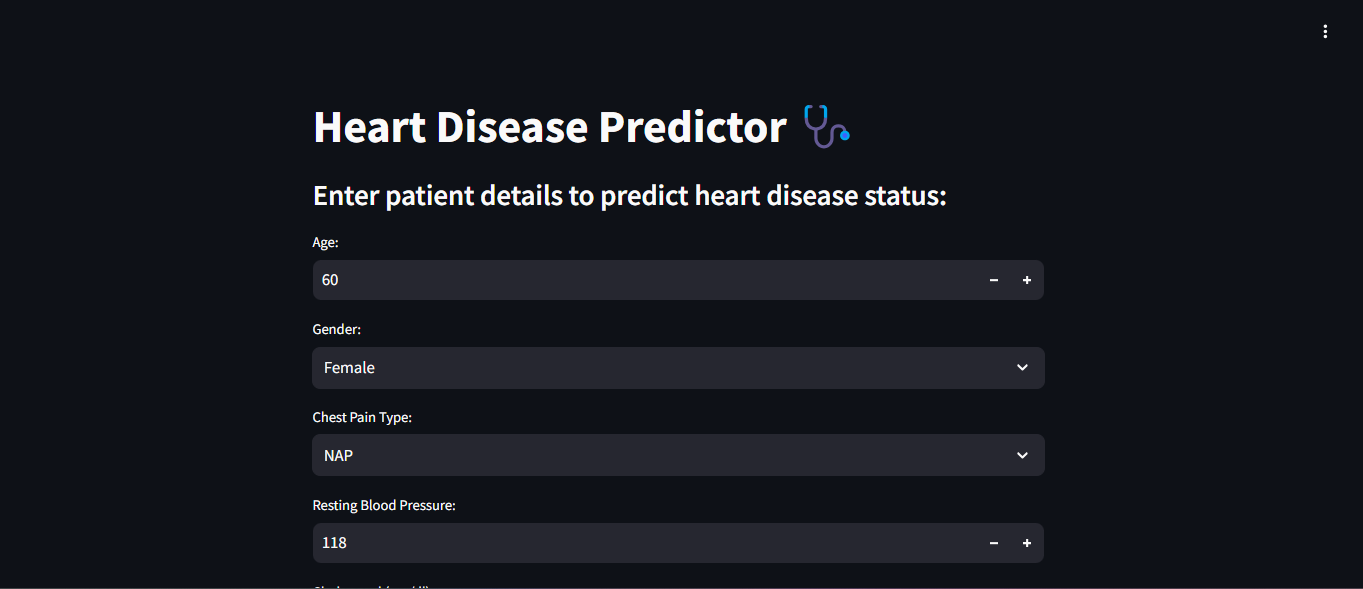 Heart Disease Predictor
Enter patient details to predict heart disease status:
Age:
60
Gender:
Female
Chest Pain Type:
NAP
Resting Blood Pressure:
118